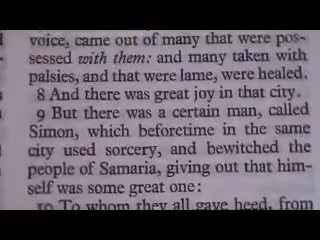 voice, came out of many that were pos-
sessed with them: and many taken with
palsies, and that were lame, were healed.
8 And there was great joy in that city.
9 But there was a certain man, called
Simon, which beforetime in the same
city used sorcery, and bewitched the
people of Samaria, giving out that him-
self was some great one:
10 To whom they all gave heed, from